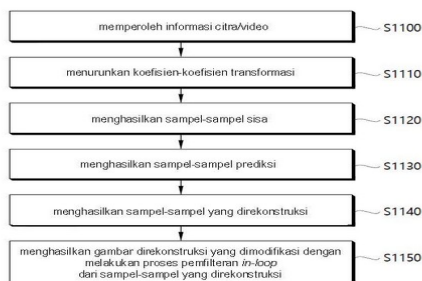 memperoleh informasi citra/video
S1100
menurunkan koefisien-koefisien transformasi
S1110
menghasilkan sampel-sampel sisa
S1120
menghasilkan sampel-sampel prediksi
S1130
menghasilkan sampel-sampel yang direkonstruksi
S1140
menghasilkan gambar direkonstruksi yang dimodifikasi dengan
melakukan proses pemfilteran in-loop
dari sampel-sampel yang direkonstruksi
S1150